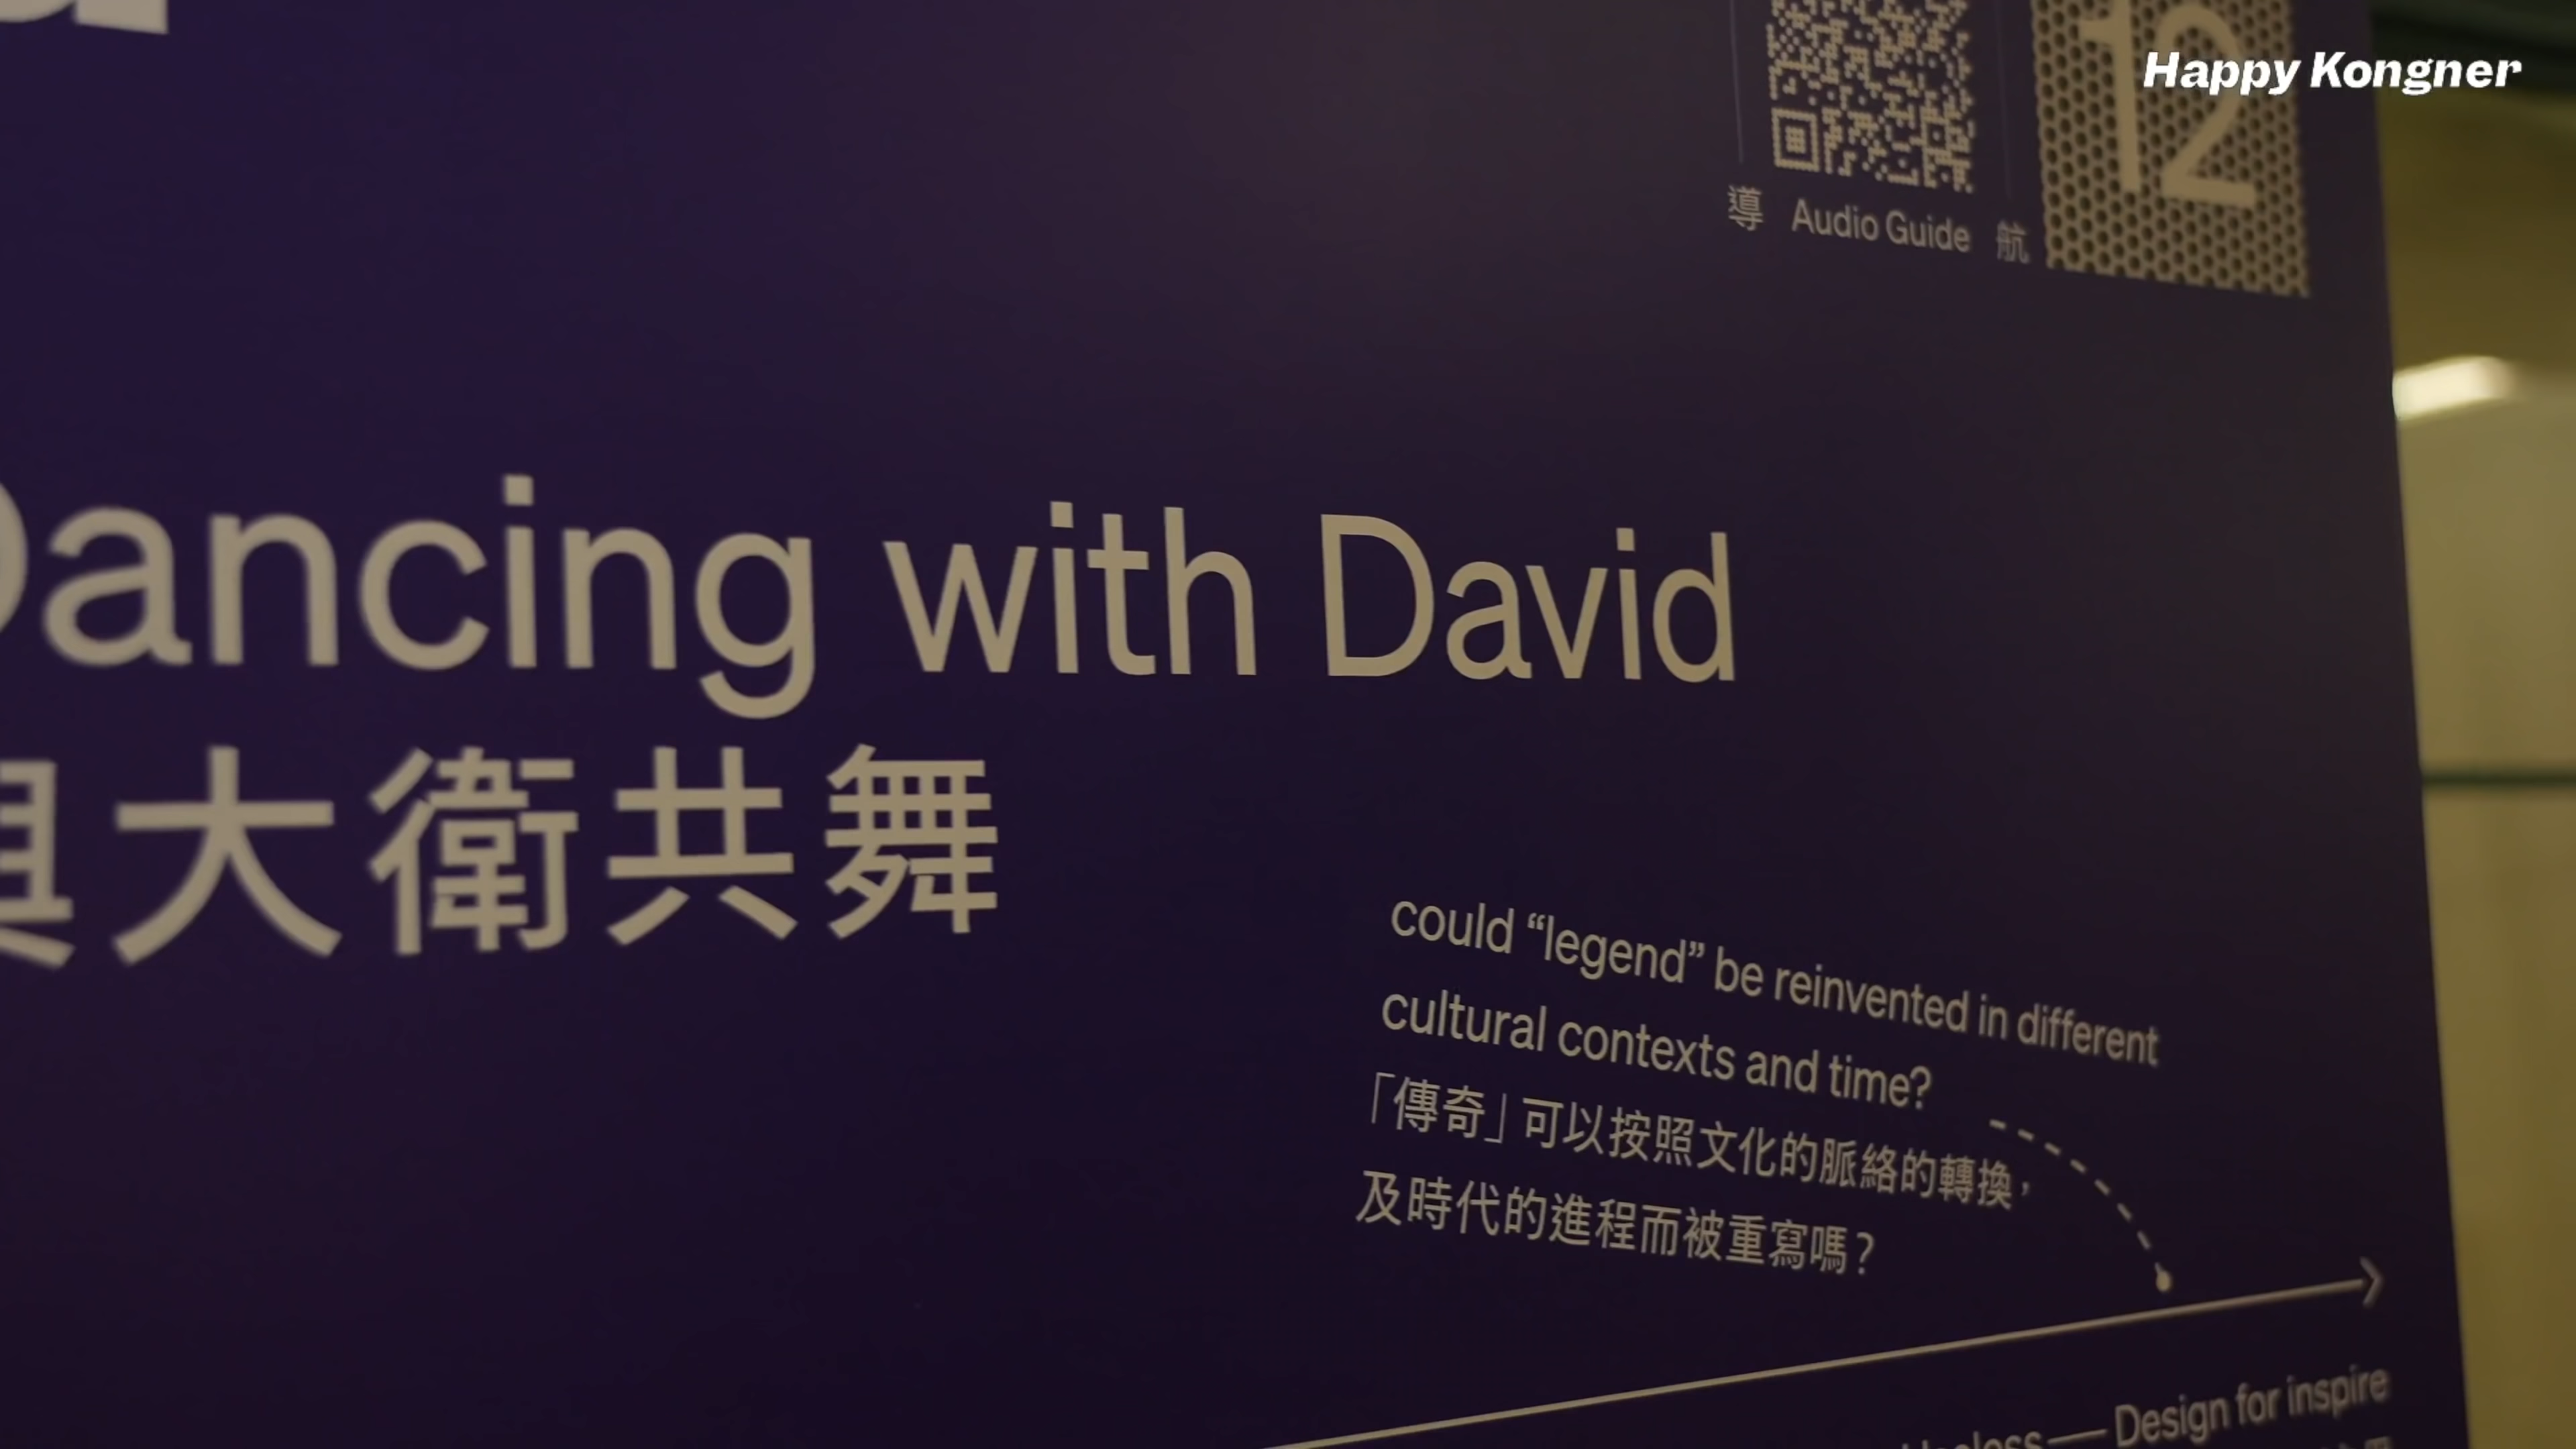 Happy Kongner
12
導 Audio Guide 航
Dancing with David
與大衛共舞
could “legend” be reinvented in different
cultural contexts and time?
「傳奇」可以按照文化的脈絡的轉換，
及時代的進程而被重寫嗎？
— Design for inspire